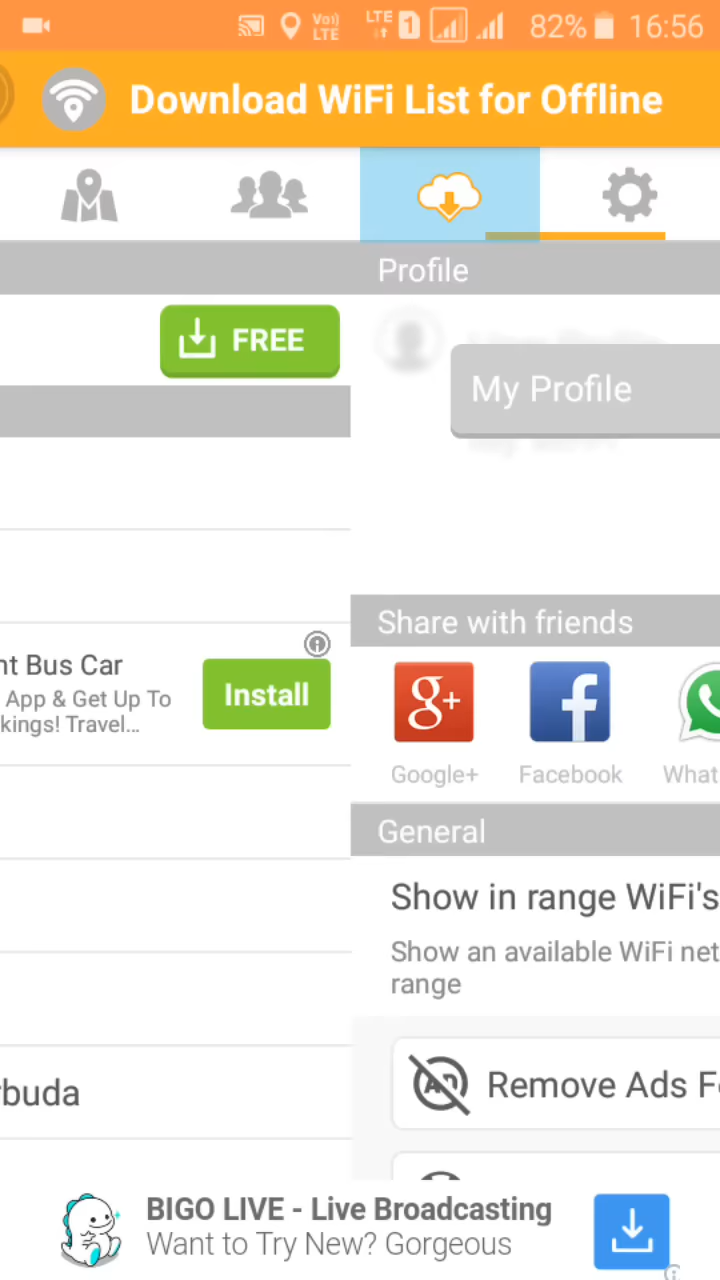 Vo))
LTE
LTE
1
82%
16:56
Download WiFi List for Offline
Profile
FREE
My Profile
Share with friends
nt Bus Car
App & Get Up To
kings! Travel...
Install
g+
f
Google+
Facebook
What
General
Show in range WiFi's
Show an available WiFi net
range
rbuda
AD
Remove Ads Fo
BIGO LIVE - Live Broadcasting
Want to Try New? Gorgeous